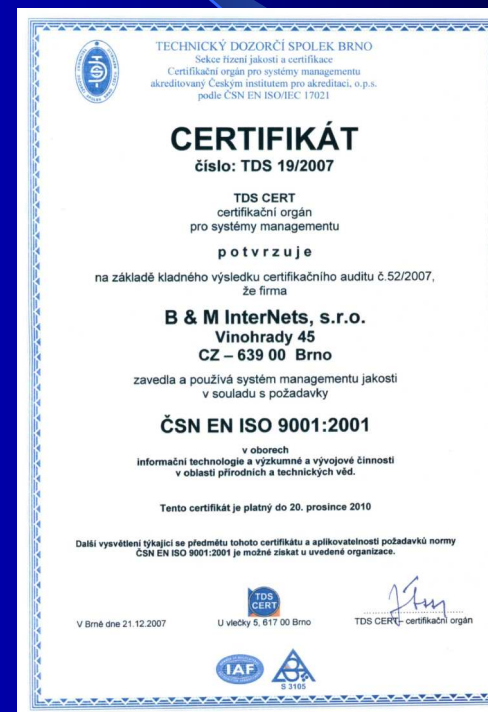 TECHNICKÝ DOZORČÍ SPOLEK BRNO
Sekce řízení jakosti a certifikace
Certifikační orgán pro systémy managementu
akreditovaný Českým institutem pro akreditaci, o.p.s.
podle ČSN EN ISO/IEC 17021
CERTIFIKÁT
číslo: TDS 19/2007
TDS CERT
certifikační orgán
pro systémy managementu
potvrzuje
na základě kladného výsledku certifikačního auditu č.52/2007,
že firma
B & M InterNets, s.r.o.
Vinohrady 45
CZ – 639 00 Brno
zavedla a používá systém managementu jakosti
v souladu s požadavky
ČSN EN ISO 9001:2001
v oborech
informační technologie a výzkumné a vývojové činnosti
v oblasti přírodních a technických věd.
Tento certifikát je platný do 20. prosince 2010
Další vysvětlení týkající se předmětu tohoto certifikátu a aplikovatelnosti požadavků normy
ČSN EN ISO 9001:2001 je možné získat u uvedené organizace.
TDS
CERT
V Brně dne 21.12.2007
U vlečky 5, 617 00 Brno
TDS CERT- certifikační orgán
IAF
S 3105